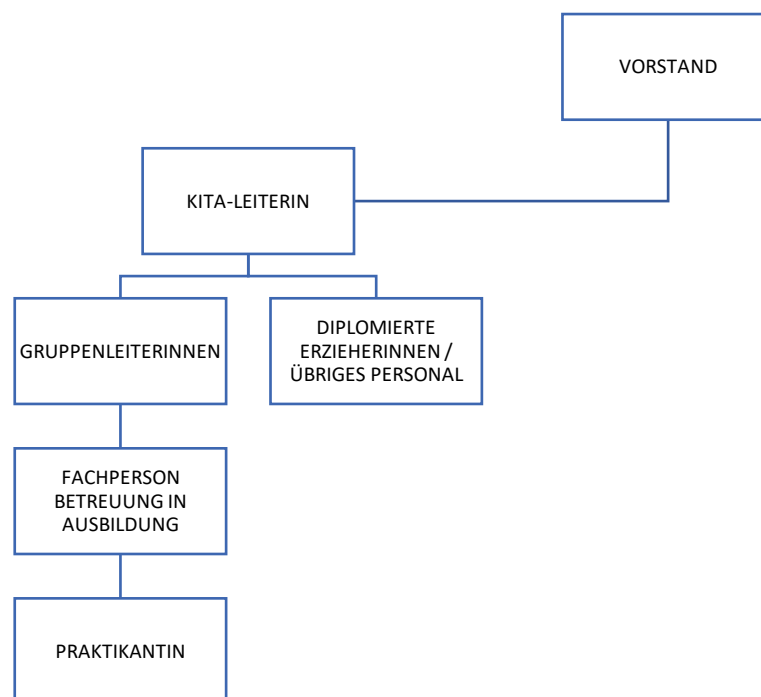 VORSTAND
KITA-LEITERIN
GRUPPENLEITERINNEN
DIPLOMIERTE
ERZIEHERINNEN /
ÜBRIGES PERSONAL
FACHPERSON
BETREUUNG IN
AUSBILDUNG
PRAKTIKANTIN